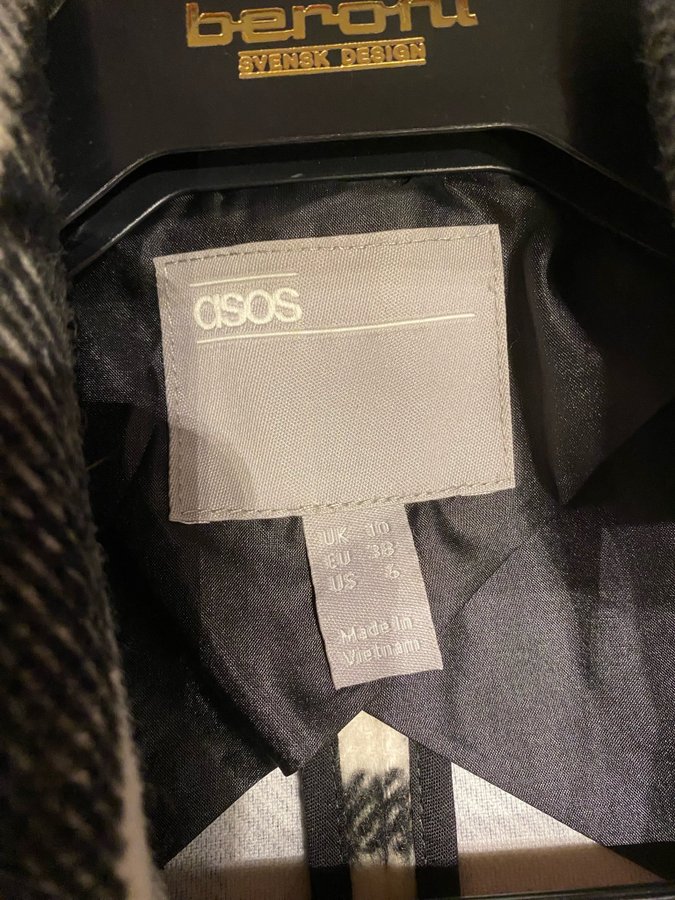 beroni
SVENSK DESIGN
asos
UK 10
EU 38
US 6
Made in
Vietnam